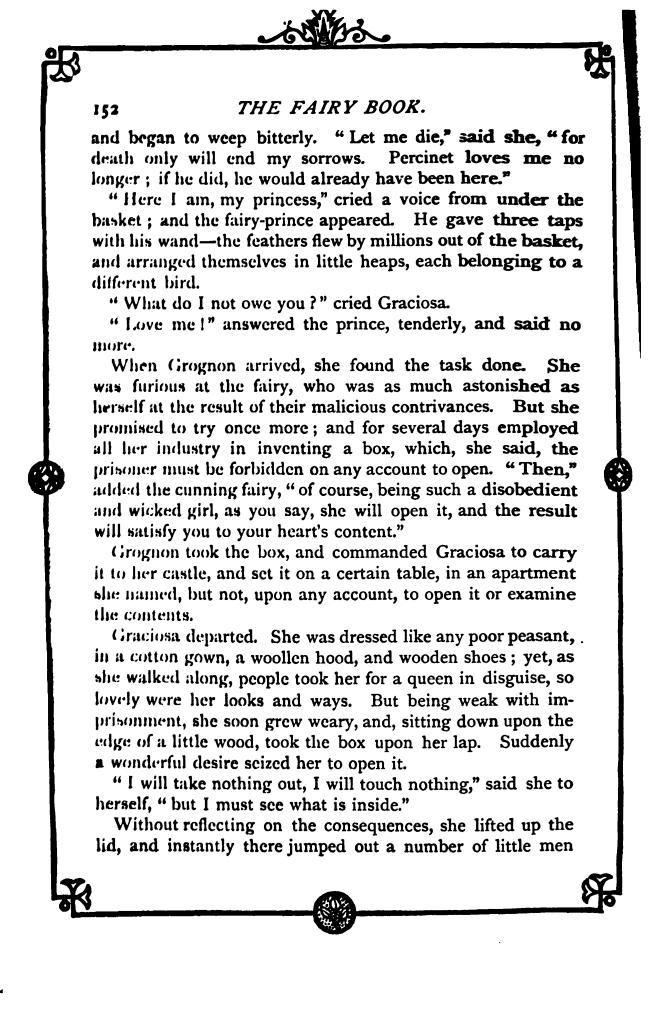 152 THE FAIRY BOOK.
and began to weep bitterly. “ Let me die,” said she, “ for
death only will end my sorrows. Percinet loves me no
longer ; if he did, he would already have been here.”
“ Here I am, my princess,” cried a voice from under the
basket ; and the fairy-prince appeared. He gave three taps
with his wand—the feathers flew by millions out of the basket,
and arranged themselves in little heaps, each belonging to a
different bird.
“ What do I not owe you ? ” cried Graciosa.
“ Love me ! ” answered the prince, tenderly, and said no
more.
When Grognon arrived, she found the task done. She
was furious at the fairy, who was as much astonished as
herself at the result of their malicious contrivances. But she
promised to try once more ; and for several days employed
all her industry in inventing a box, which, she said, the
prisoner must be forbidden on any account to open. “ Then,”
added the cunning fairy, “ of course, being such a disobedient
and wicked girl, as you say, she will open it, and the result
will satisfy you to your heart's content.”
Grognon took the box, and commanded Graciosa to carry
it to her castle, and set it on a certain table, in an apartment
she named, but not, upon any account, to open it or examine
the contents.
Graciosa departed. She was dressed like any poor peasant,
in a cotton gown, a woollen hood, and wooden shoes ; yet, as
she walked along, people took her for a queen in disguise, so
lovely were her looks and ways. But being weak with im-
prisonment, she soon grew weary, and, sitting down upon the
edge of a little wood, took the box upon her lap. Suddenly
a wonderful desire seized her to open it.
“ I will take nothing out, I will touch nothing,” said she to
herself, “ but I must see what is inside.”
Without reflecting on the consequences, she lifted up the
lid, and instantly there jumped out a number of little men